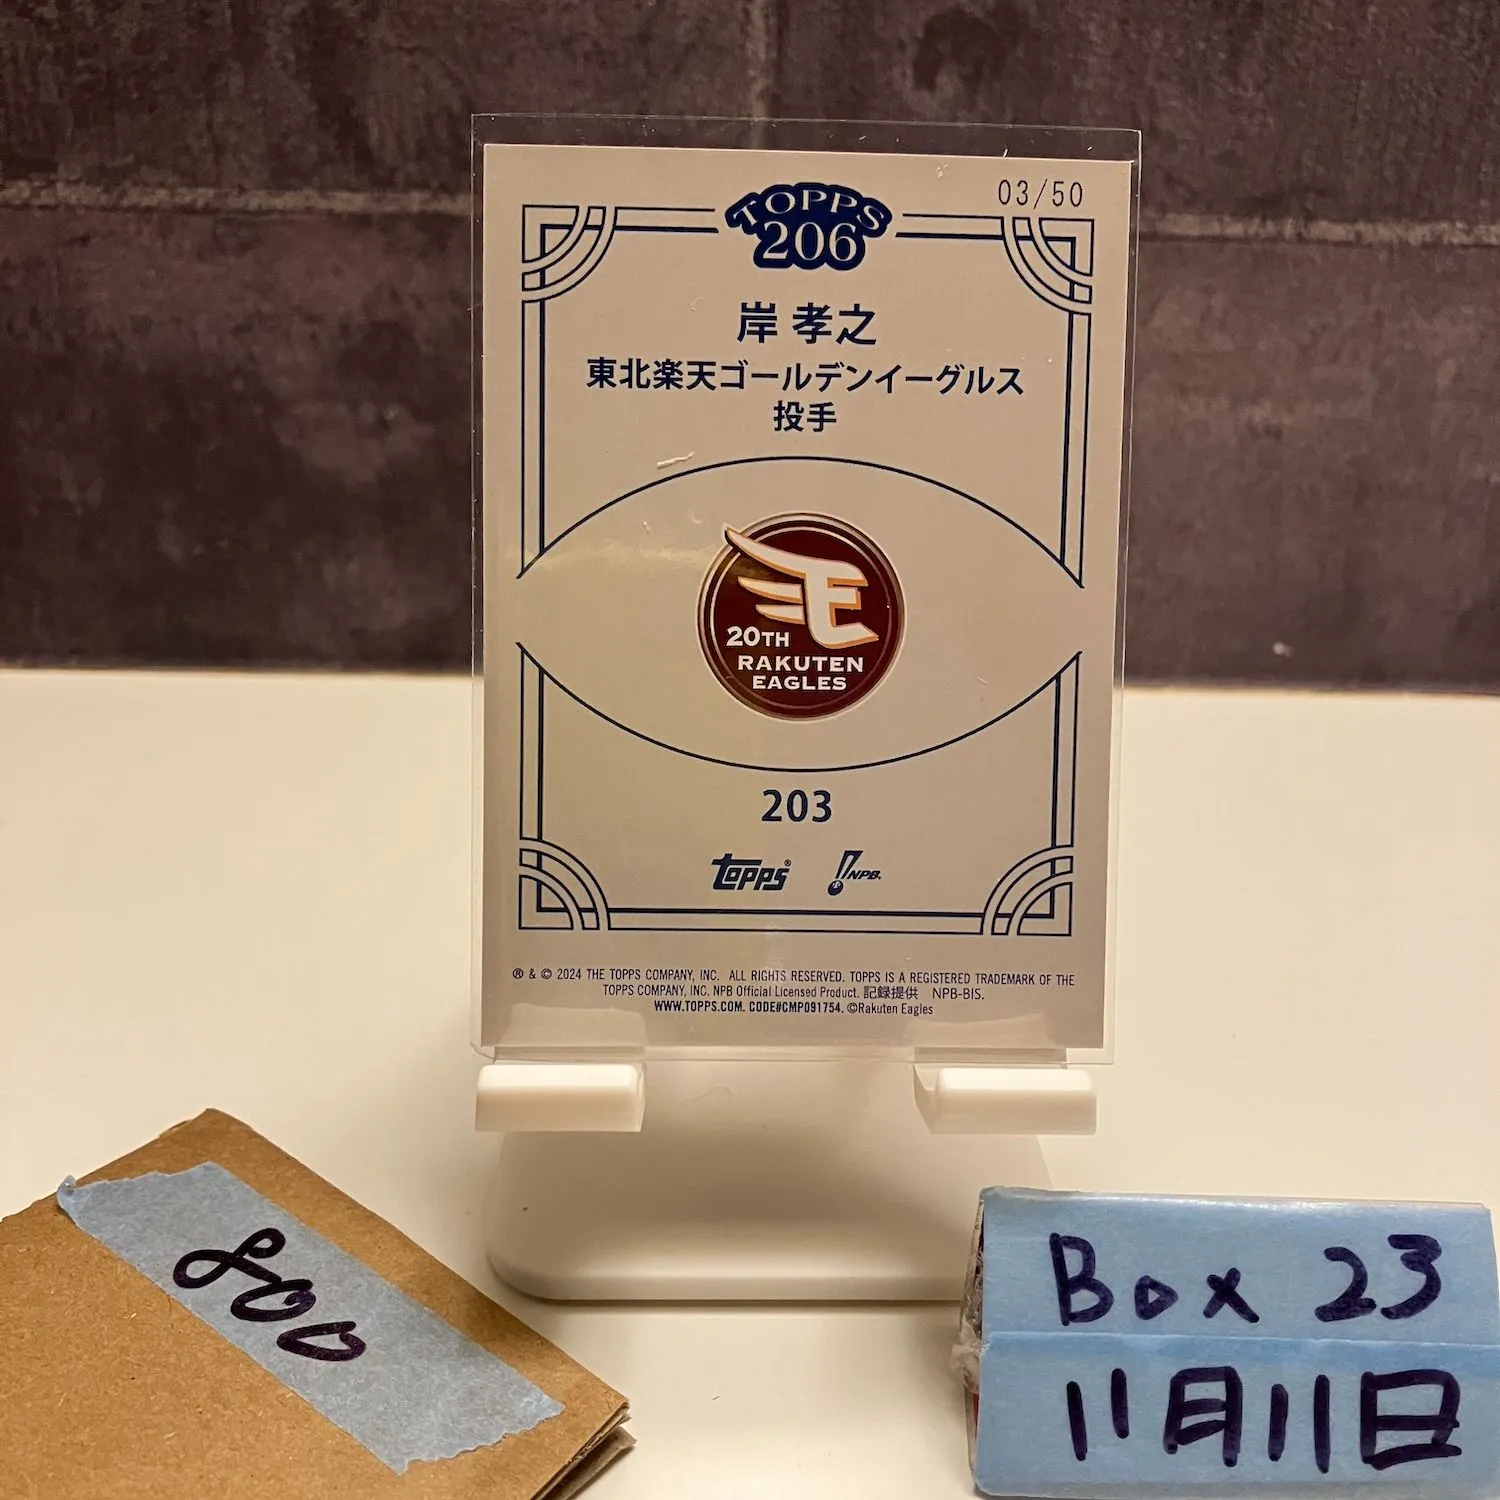 03/50
TOPPS
206
岸 孝之
東北楽天ゴールデンイーグルス
投手
20TH
RAKUTEN
EAGLES
203
topps®
NPB.
® & © 2024 THE TOPPS COMPANY, INC. ALL RIGHTS RESERVED. TOPPS IS A REGISTERED TRADEMARK OF THE
TOPPS COMPANY, INC. NPB Official Licensed Product. 記録提供 NPB-BIS.
WWW.TOPPS.COM. CODE#CMP091754. ©Rakuten Eagles
800
Box 23
11月11日